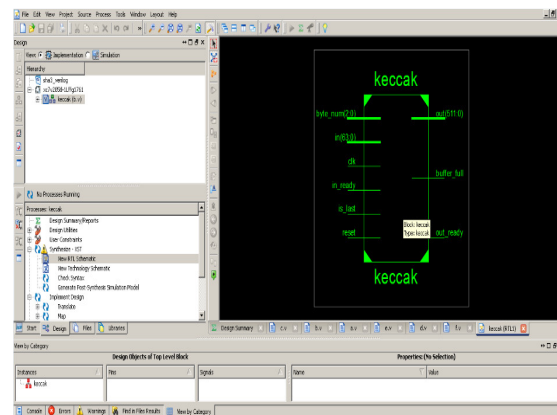 File Edit View Project Source Process Tools Window Layout Help
Design
View: Implementation Simulation
Hierarchy
sha3_verilog
keccak (b.v)
No Processes Running
Processes: keccak
Design Summary/Reports
Design Utilities
User Constraints
Synthesize - XST
View RTL Schematic
View Technology Schematic
Check Syntax
Generate Post-Synthesis Simulation Model
Implement Design
Translate
Map
Start Design Files Libraries
keccak
byte_num(2:0) out(511:0)
in(63:0)
clk buffer_full
in_ready
is_last
reset out_ready
Block: keccak
Type: keccak
keccak
Design Summary c.v b.v a.v e.v d.v f.v keccak (RTL1)
View by Category
Design Objects of Top Level Block Properties: (No Selection)
Instances Pins Signals Name Value
keccak
Console Errors Warnings Find in Files Results View by Category